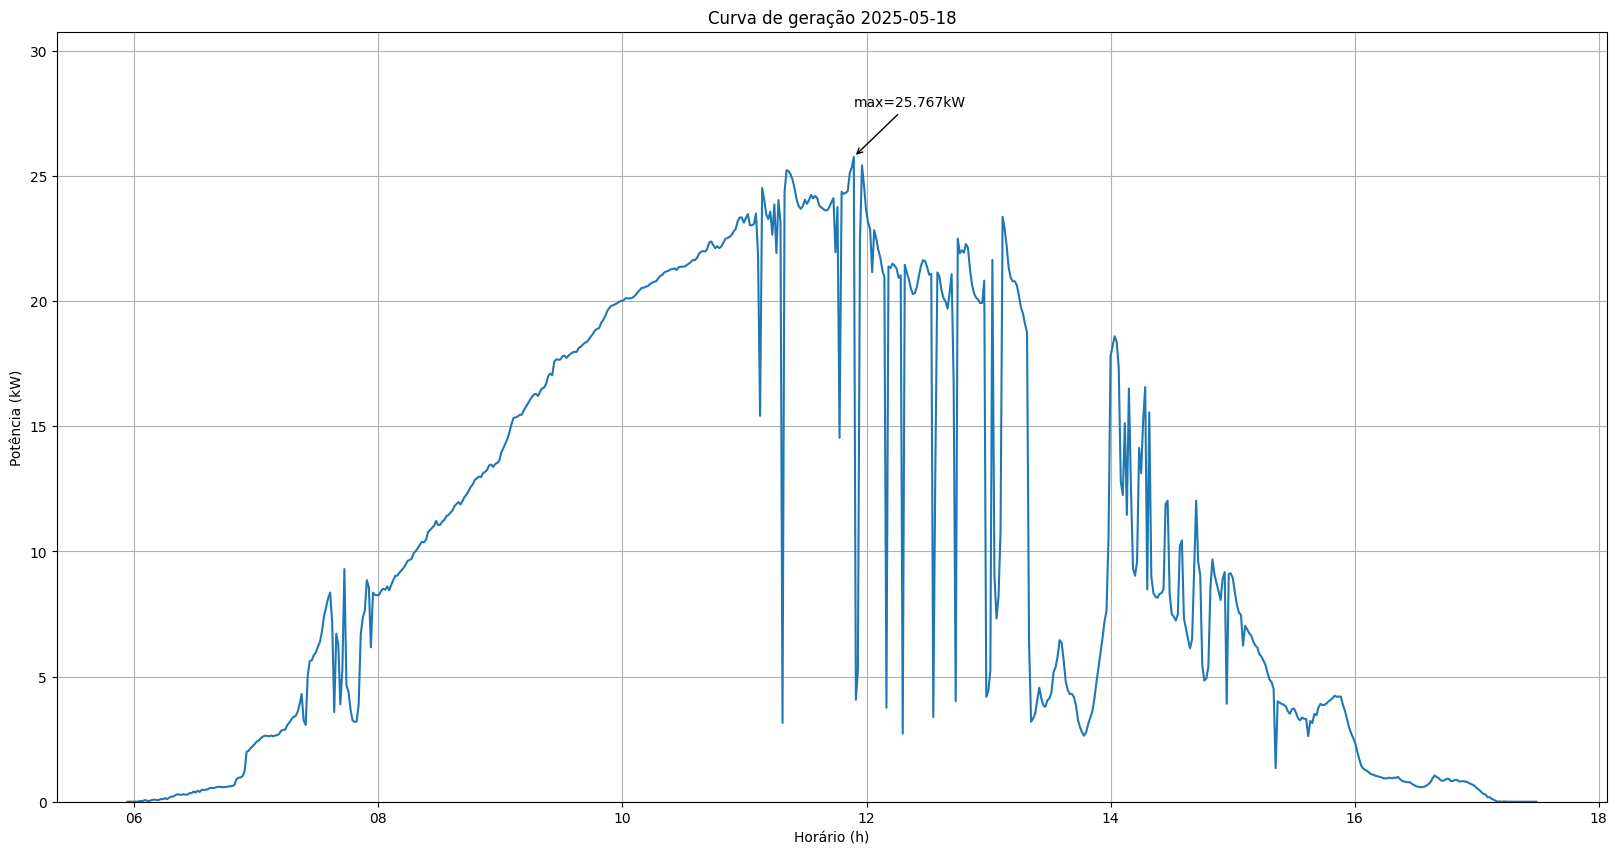 Curva de geração 2025-05-18
30
max=25.767kW
25
20
15
Potência (kW)
10
5
0
06 08 10 12 14 16 18
Horário (h)